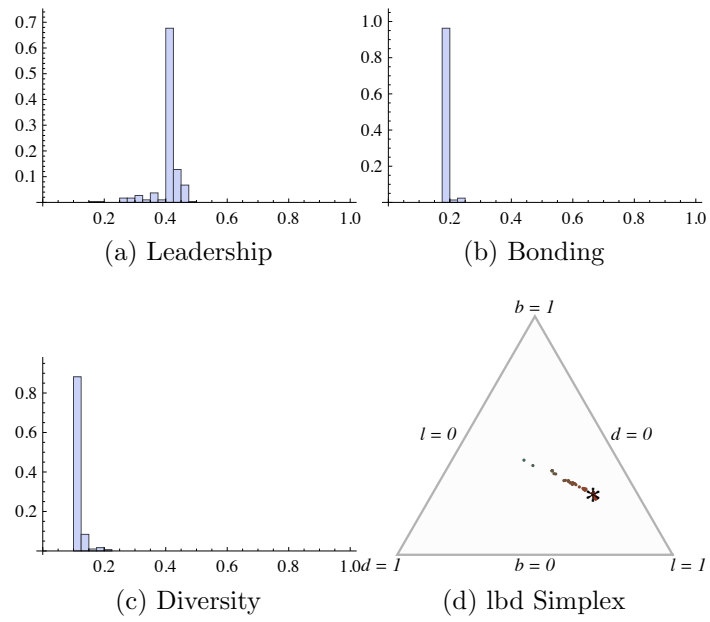 0.7
0.6
0.5
0.4
0.3
0.2
0.1
0.2 0.4 0.6 0.8 1.0
(a) Leadership
1.0
0.8
0.6
0.4
0.2
0.2 0.4 0.6 0.8 1.0
(b) Bonding
0.8
0.6
0.4
0.2
0.2 0.4 0.6 0.8 1.0
(c) Diversity
b = 1
l = 0 d = 0
d = 1 b = 0 l = 1
(d) lbd Simplex